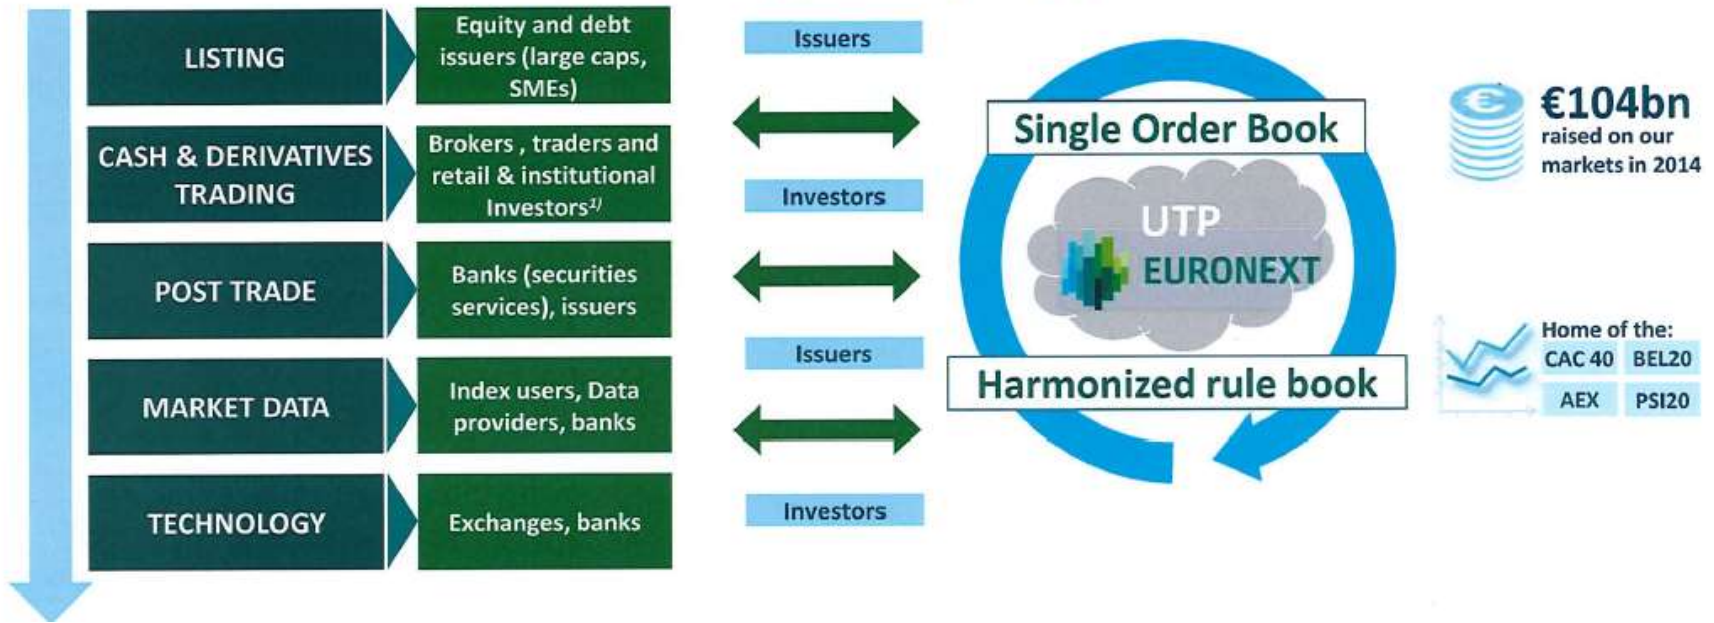 LISTING
Equity and debt
issuers (large caps,
SMEs)
CASH & DERIVATIVES
TRADING
Brokers , traders and
retail & institutional
Investors¹⁾
POST TRADE
Banks (securities
services), issuers
MARKET DATA
Index users, Data
providers, banks
TECHNOLOGY
Exchanges, banks
Issuers
Investors
Issuers
Investors
Single Order Book
UTP
EURONEXT
Harmonized rule book
€104bn
raised on our
markets in 2014
Home of the:
CAC 40 BEL20
AEX PSI20